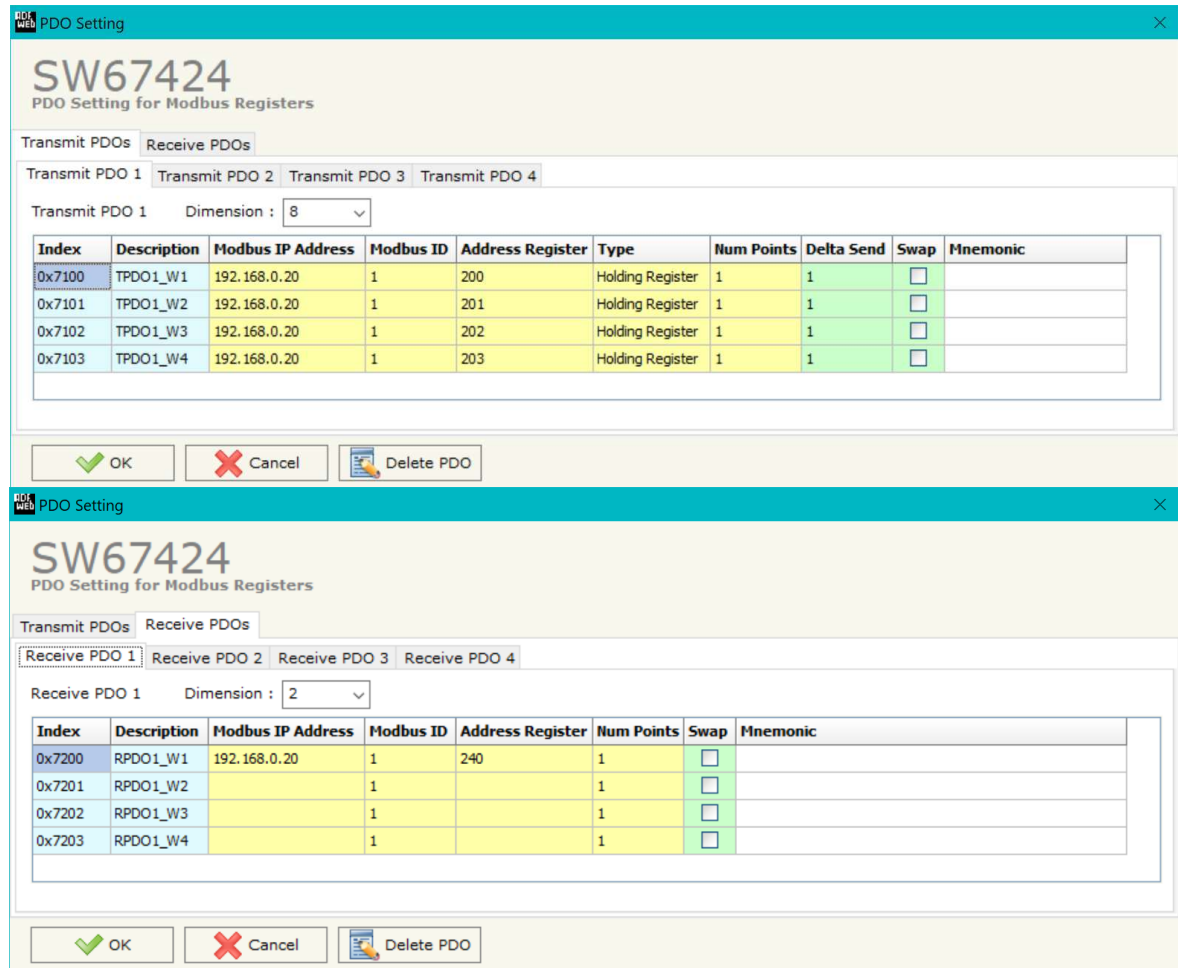 ADF WEB PDO Setting
SW67424
PDO Setting for Modbus Registers
Transmit PDOs Receive PDOs
Transmit PDO 1 Transmit PDO 2 Transmit PDO 3 Transmit PDO 4
Transmit PDO 1 Dimension : 8
Index Description Modbus IP Address Modbus ID Address Register Type Num Points Delta Send Swap Mnemonic
0x7100 TPDO1_W1 192.168.0.20 1 200 Holding Register 1 1
0x7101 TPDO1_W2 192.168.0.20 1 201 Holding Register 1 1
0x7102 TPDO1_W3 192.168.0.20 1 202 Holding Register 1 1
0x7103 TPDO1_W4 192.168.0.20 1 203 Holding Register 1 1
OK Cancel Delete PDO
ADF WEB PDO Setting
SW67424
PDO Setting for Modbus Registers
Transmit PDOs Receive PDOs
Receive PDO 1 Receive PDO 2 Receive PDO 3 Receive PDO 4
Receive PDO 1 Dimension : 2
Index Description Modbus IP Address Modbus ID Address Register Num Points Swap Mnemonic
0x7200 RPDO1_W1 192.168.0.20 1 240 1
0x7201 RPDO1_W2 1 1
0x7202 RPDO1_W3 1 1
0x7203 RPDO1_W4 1 1
OK Cancel Delete PDO